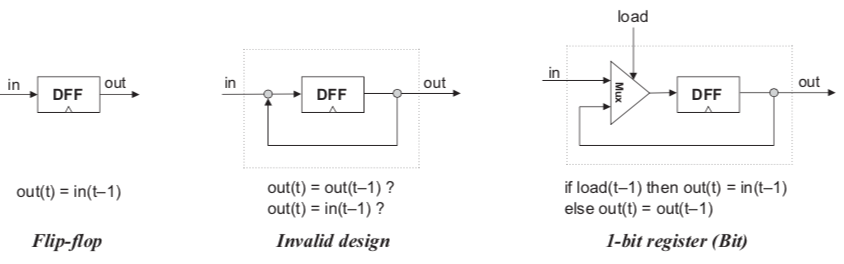 load
in
DFF
out
in
DFF
out
in
Mux
DFF
out
out(t) = in(t–1)
out(t) = out(t–1) ?
out(t) = in(t–1) ?
if load(t–1) then out(t) = in(t–1)
else out(t) = out(t–1)
Flip-flop
Invalid design
1-bit register (Bit)